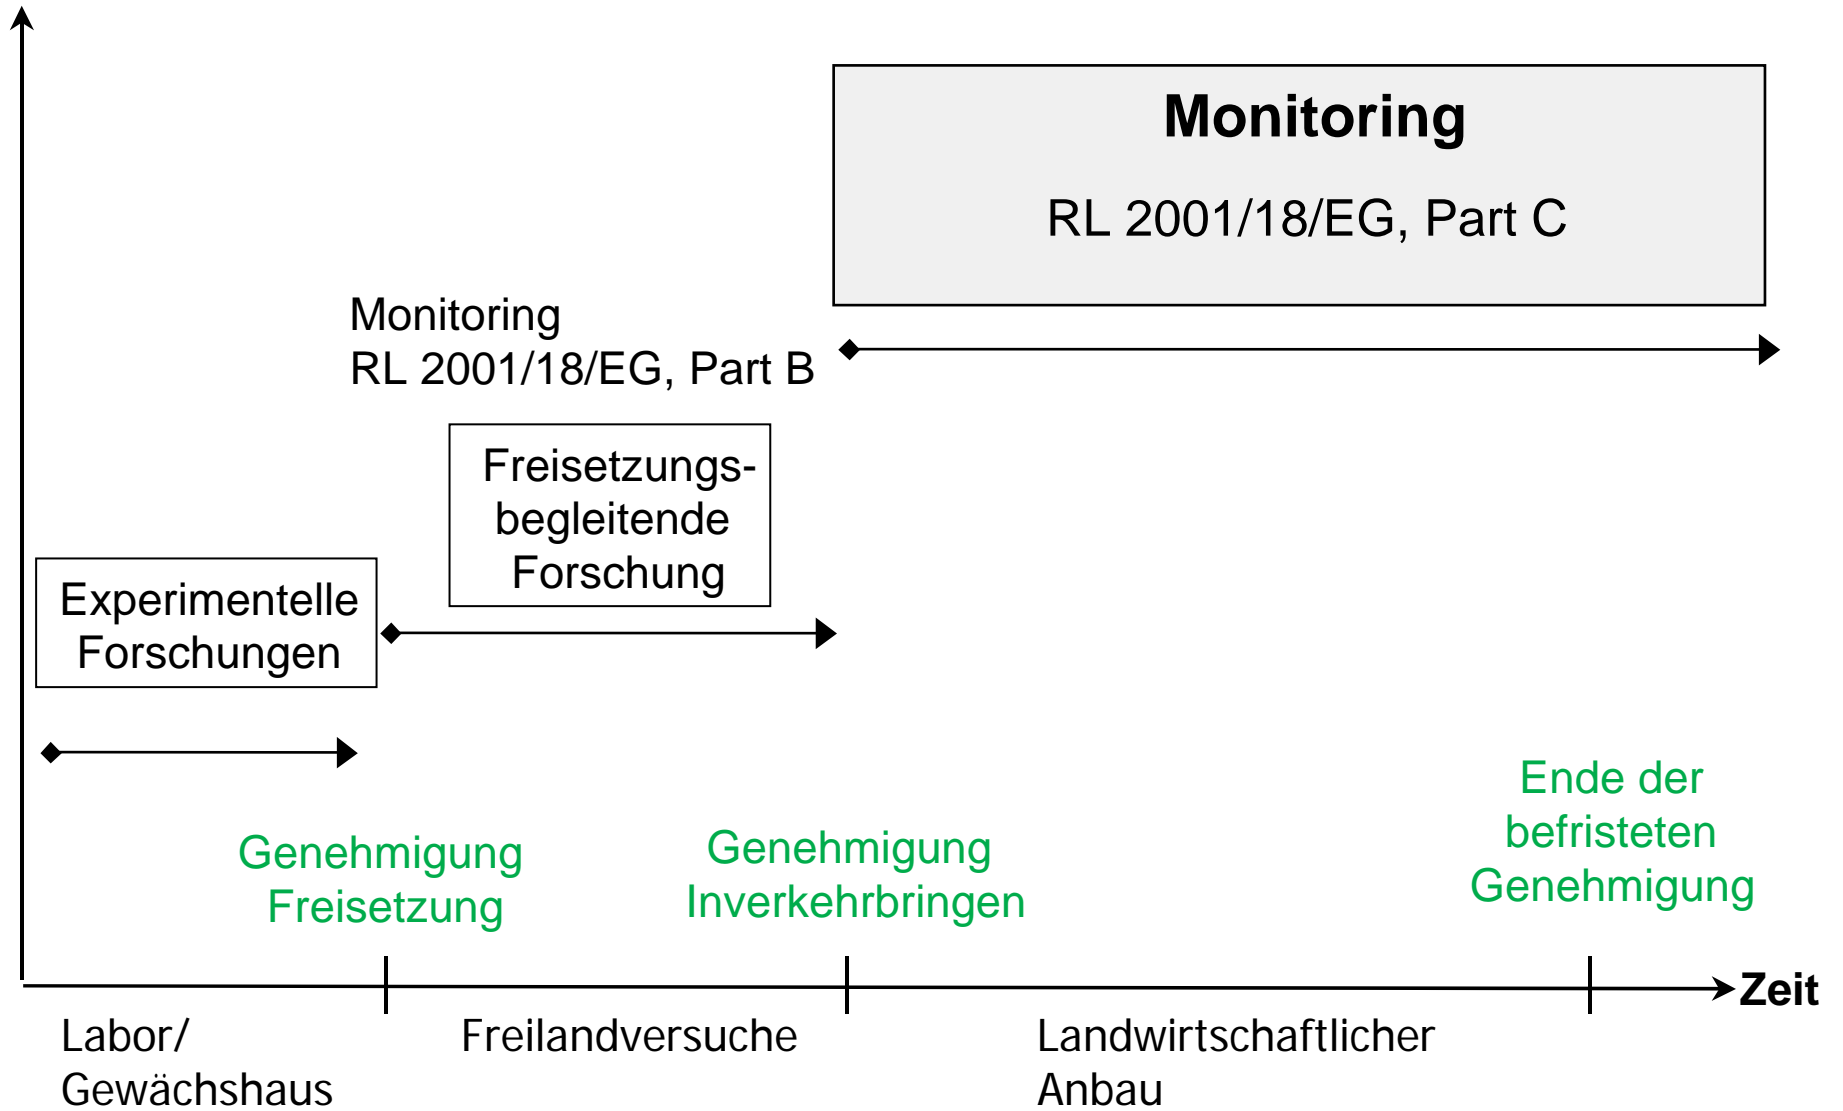 Monitoring
RL 2001/18/EG, Part C
Monitoring
RL 2001/18/EG, Part B
Freisetzungs-
begleitende
Forschung
Experimentelle
Forschungen
Genehmigung
Freisetzung
Genehmigung
Inverkehrbringen
Ende der
befristeten
Genehmigung
Zeit
Labor/
Gewächshaus
Freilandversuche
Landwirtschaftlicher
Anbau